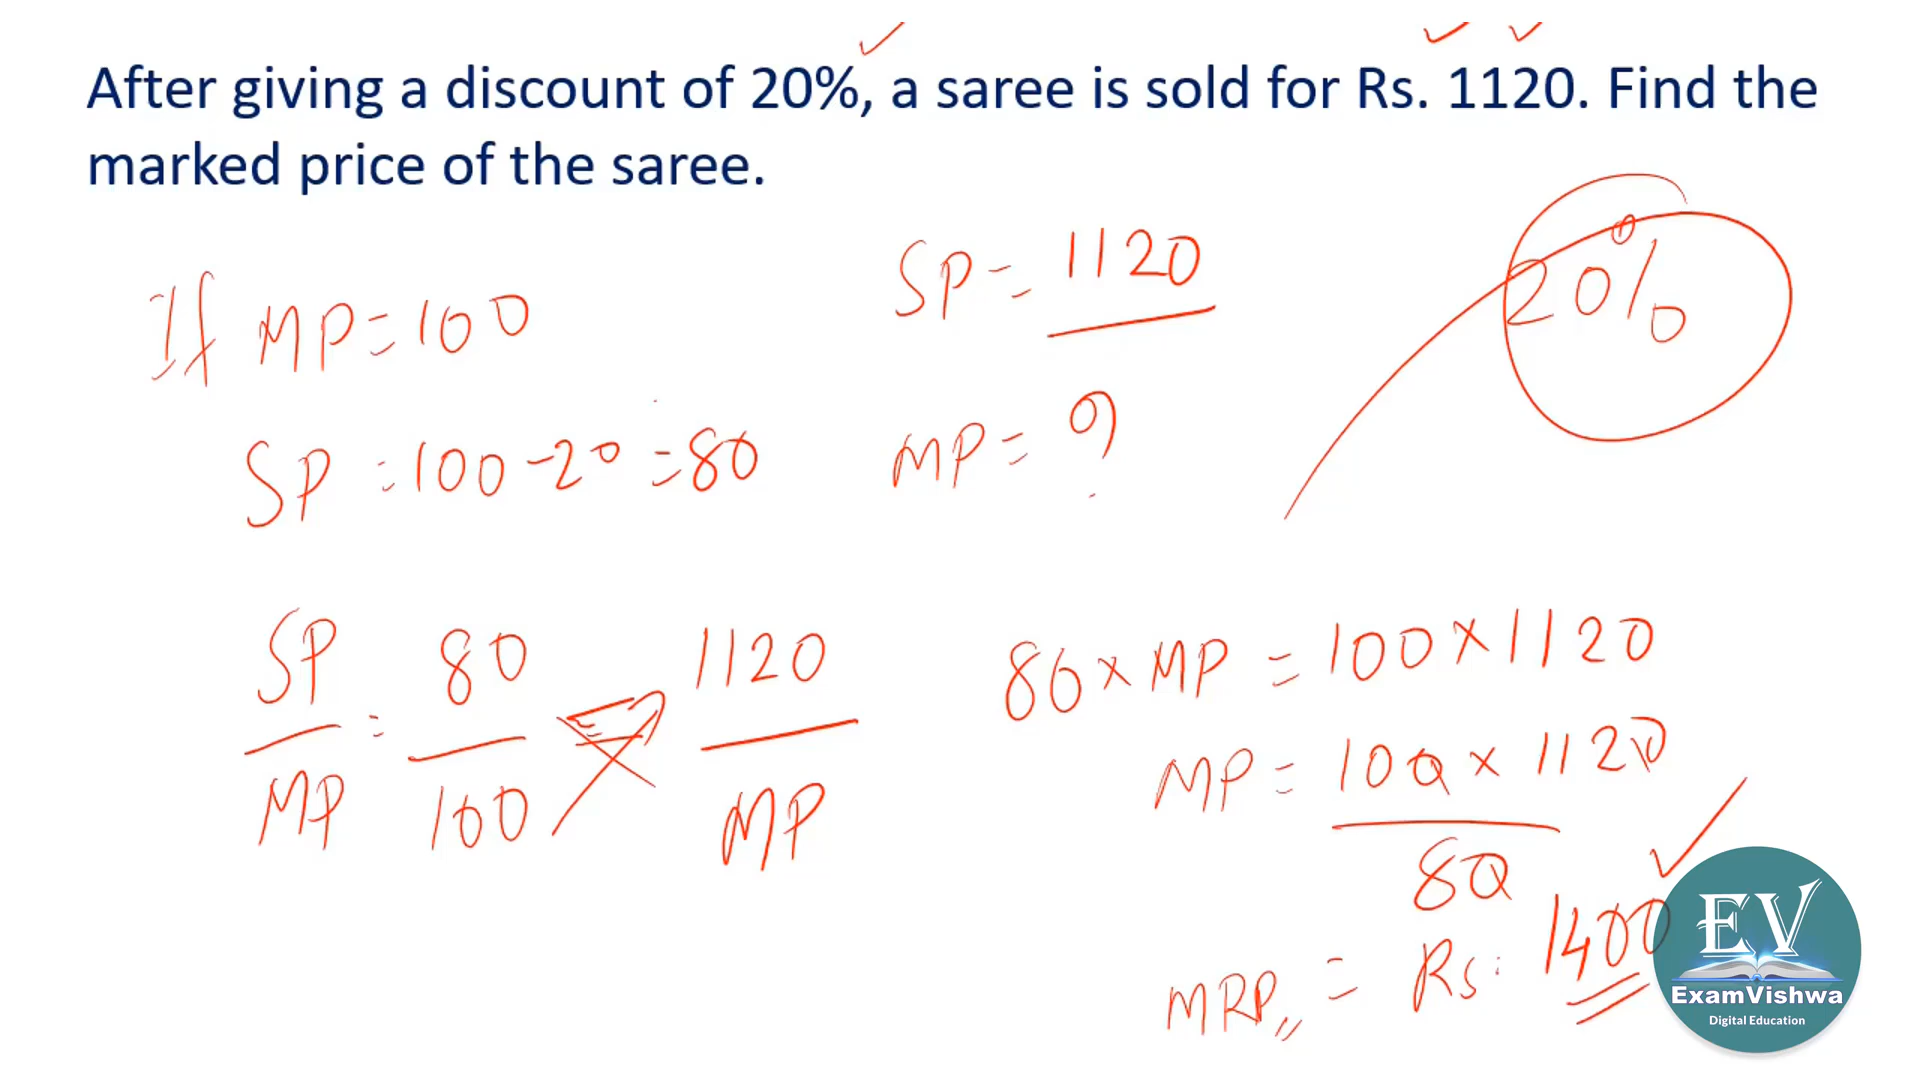 After giving a discount of 20%, a saree is sold for Rs. 1120. Find the
marked price of the saree.
If MP = 100
SP = 100 - 20 = 80
SP = 1120
MP = ?
20%
SP/MP = 80/100 = 1120/MP
80 × MP = 100 × 1120
MP = 100 × 1120 / 80
MRP = Rs. 1400
EV
ExamVishwa
Digital Education